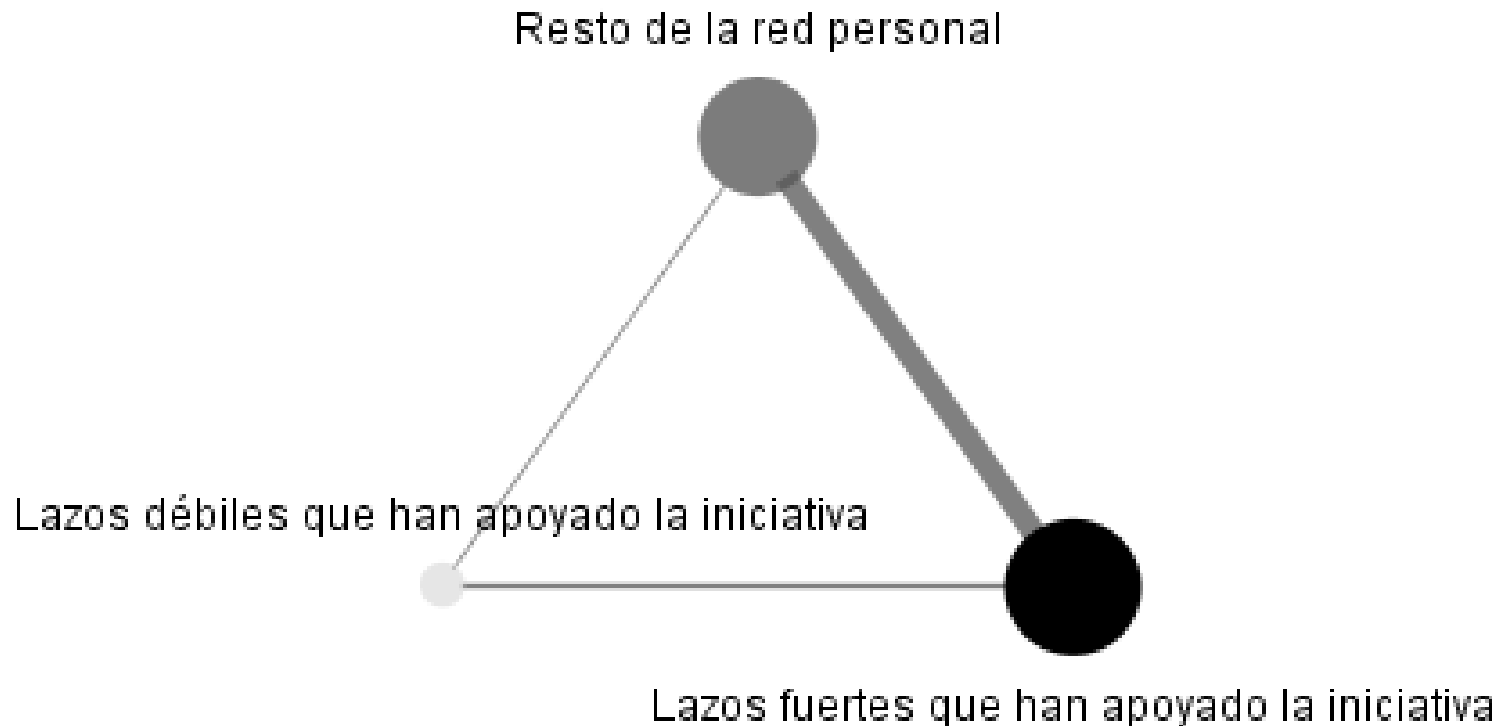 Resto de la red personal
Lazos débiles que han apoyado la iniciativa
Lazos fuertes que han apoyado la iniciativa